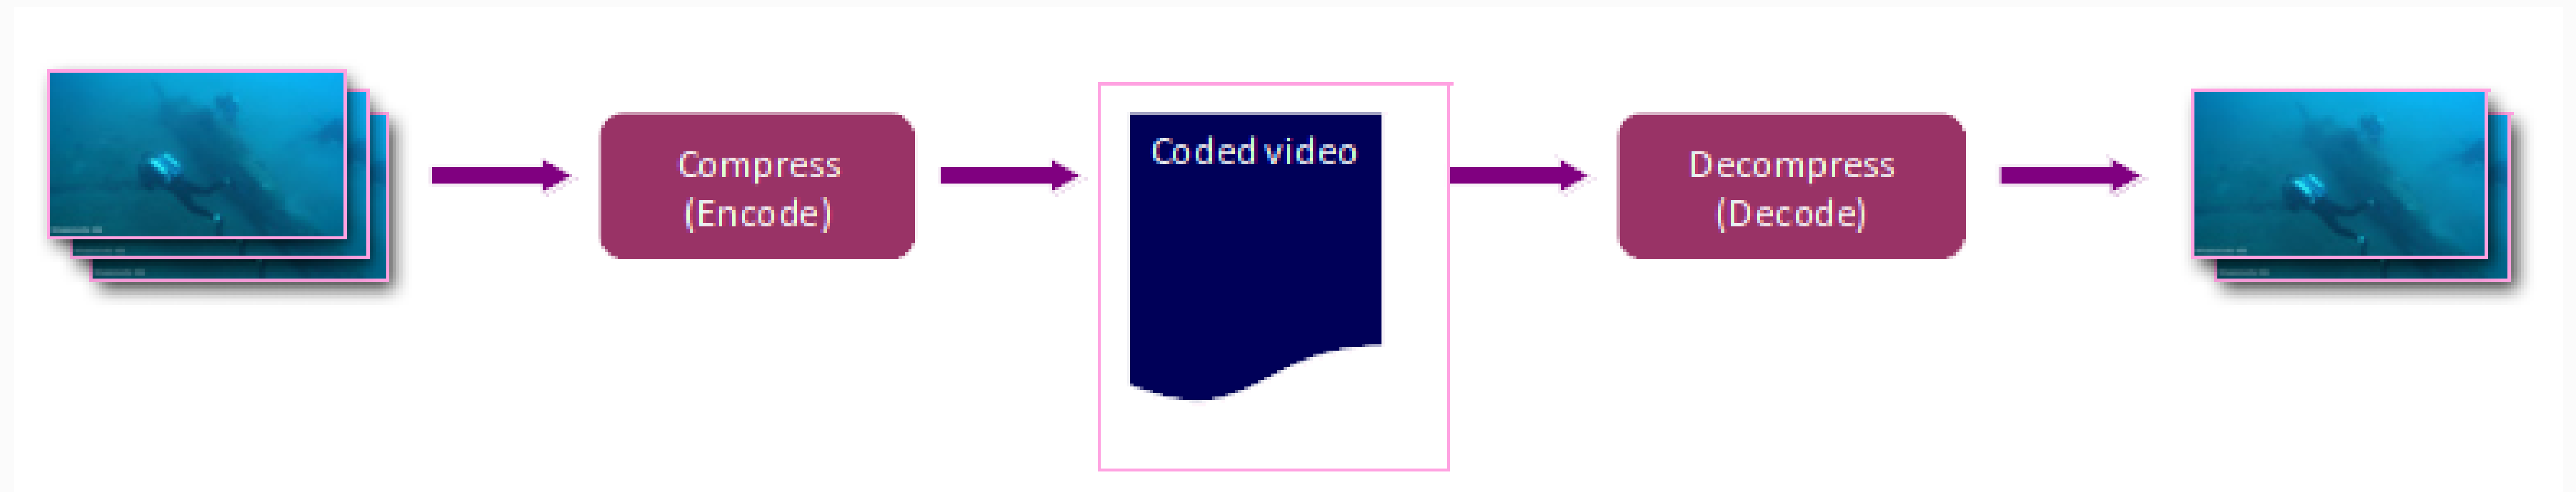 Compress
(Encode)
Coded video
Decompress
(Decode)